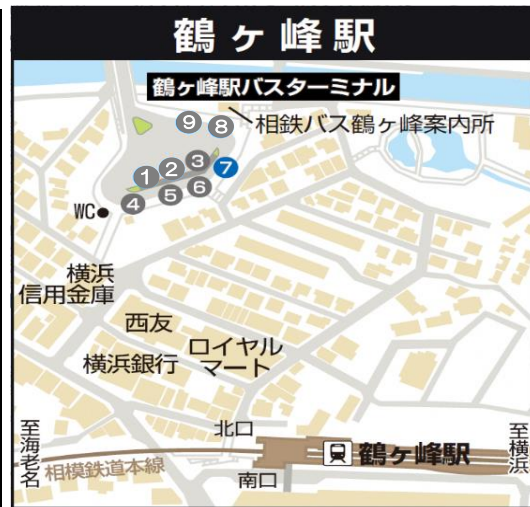 鶴ヶ峰駅
鶴ヶ峰駅バスターミナル
9 8
相鉄バス鶴ヶ峰案内所
1 2 3 7
4 5 6
WC
横浜
信用金庫
西友
横浜銀行
ロイヤル
マート
至海老名
相模鉄道本線
北口
南口
鶴ヶ峰駅
至横浜